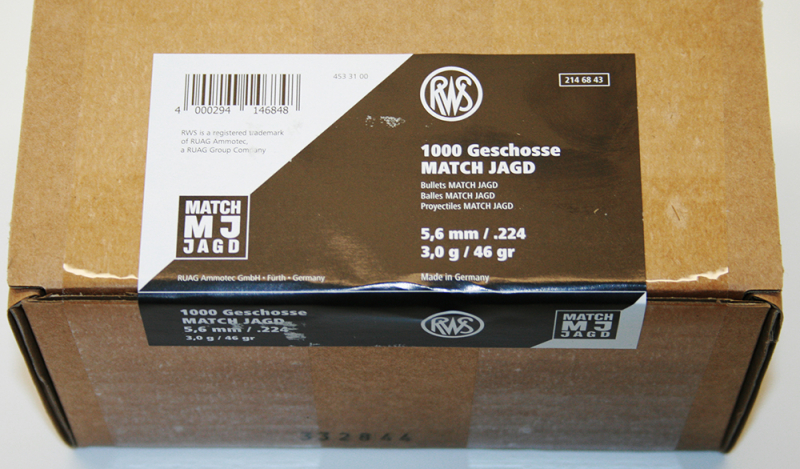 453 31 00
4 000294 146848
RWS is a registered trademark
of RUAG Ammotec,
a RUAG Group Company
MATCH
MJ
JAGD
RUAG Ammotec GmbH • Fürth • Germany
RWS
214 68 43
1000 Geschosse
MATCH JAGD
Bullets MATCH JAGD
Balles MATCH JAGD
Proyectiles MATCH JAGD
5,6 mm / .224
3,0 g / 46 gr
Made in Germany
1000 Geschosse
MATCH JAGD
5,6 mm / .224
3,0 g / 46 gr
RWS
MATCH
MJ
JAGD
332844